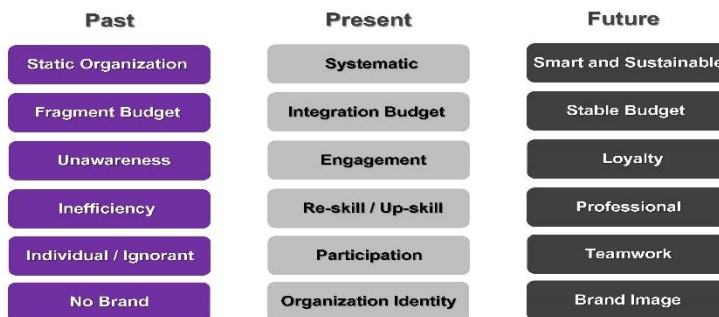 Past Present Future
Static Organization Systematic Smart and Sustainable
Fragment Budget Integration Budget Stable Budget
Unawareness Engagement Loyalty
Inefficiency Re-skill / Up-skill Professional
Individual / Ignorant Participation Teamwork
No Brand Organization Identity Brand Image